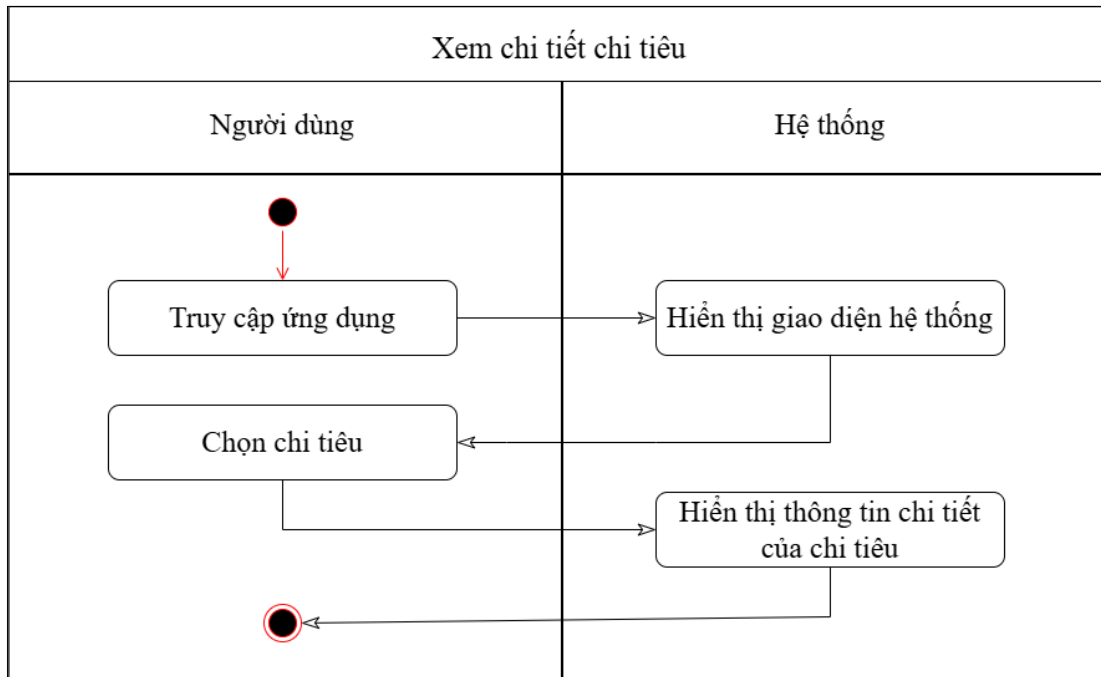 Xem chi tiết chi tiêu
Người dùng
Hệ thống
Truy cập ứng dụng
Hiển thị giao diện hệ thống
Chọn chi tiêu
Hiển thị thông tin chi tiết
của chi tiêu